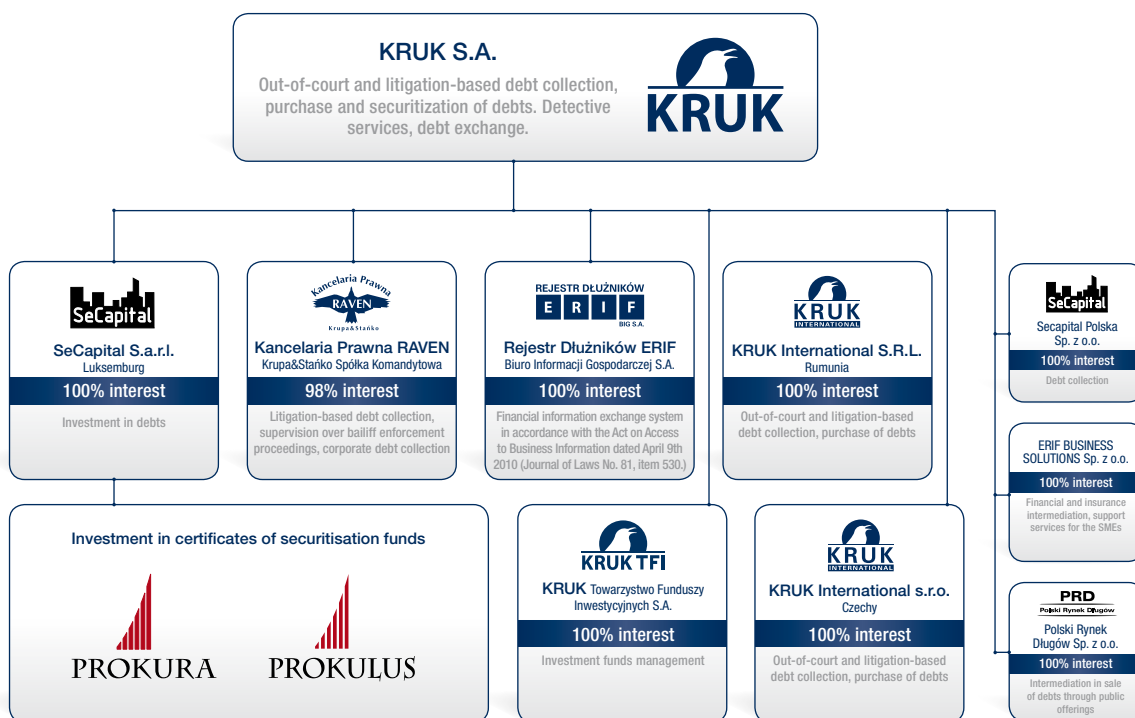 KRUK S.A.
Out-of-court and litigation-based debt collection,
purchase and securitization of debts. Detective
services, debt exchange.
KRUK
SeCapital
SeCapital S.a.r.l.
Luksemburg
100% interest
Investment in debts
Kancelaria Prawna
RAVEN
Krupa&Stańko
Kancelaria Prawna RAVEN
Krupa&Stańko Spółka Komandytowa
98% interest
Litigation-based debt collection,
supervision over bailiff enforcement
proceedings, corporate debt collection
REJESTR DŁUŻNIKÓW
ERIF
BIG S.A.
Rejestr Dłużników ERIF
Biuro Informacji Gospodarczej S.A.
100% interest
Financial information exchange system
in accordance with the Act on Access
to Business Information dated April 9th
2010 (Journal of Laws No. 81, item 530.)
KRUK
INTERNATIONAL
KRUK International S.R.L.
Rumunia
100% interest
Out-of-court and litigation-based
debt collection, purchase of debts
SeCapital
Secapital Polska
Sp. z o.o.
100% interest
Debt collection
ERIF BUSINESS
SOLUTIONS Sp. z o.o.
100% interest
Financial and insurance
intermediation, support
services for the SMEs
Investment in certificates of securitisation funds
PROKURA
PROKULUS
KRUK TFI
KRUK Towarzystwo Funduszy
Inwestycyjnych S.A.
100% interest
Investment funds management
KRUK
INTERNATIONAL
KRUK International s.r.o.
Czechy
100% interest
Out-of-court and litigation-based
debt collection, purchase of debts
PRD
Polski Rynek Długów
Polski Rynek
Długów Sp. z o.o.
100% interest
Intermediation in sale
of debts through public
offerings